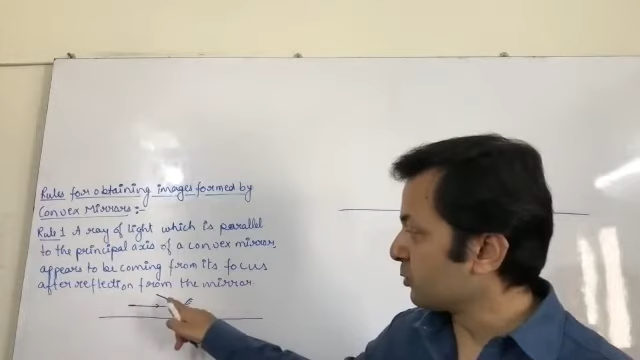 Rules for obtaining images formed by
Convex Mirrors:-
Rule 1 A ray of light which is parallel
to the principal axis of a convex mirror
appears to be coming from its focus
after reflection from the mirror.